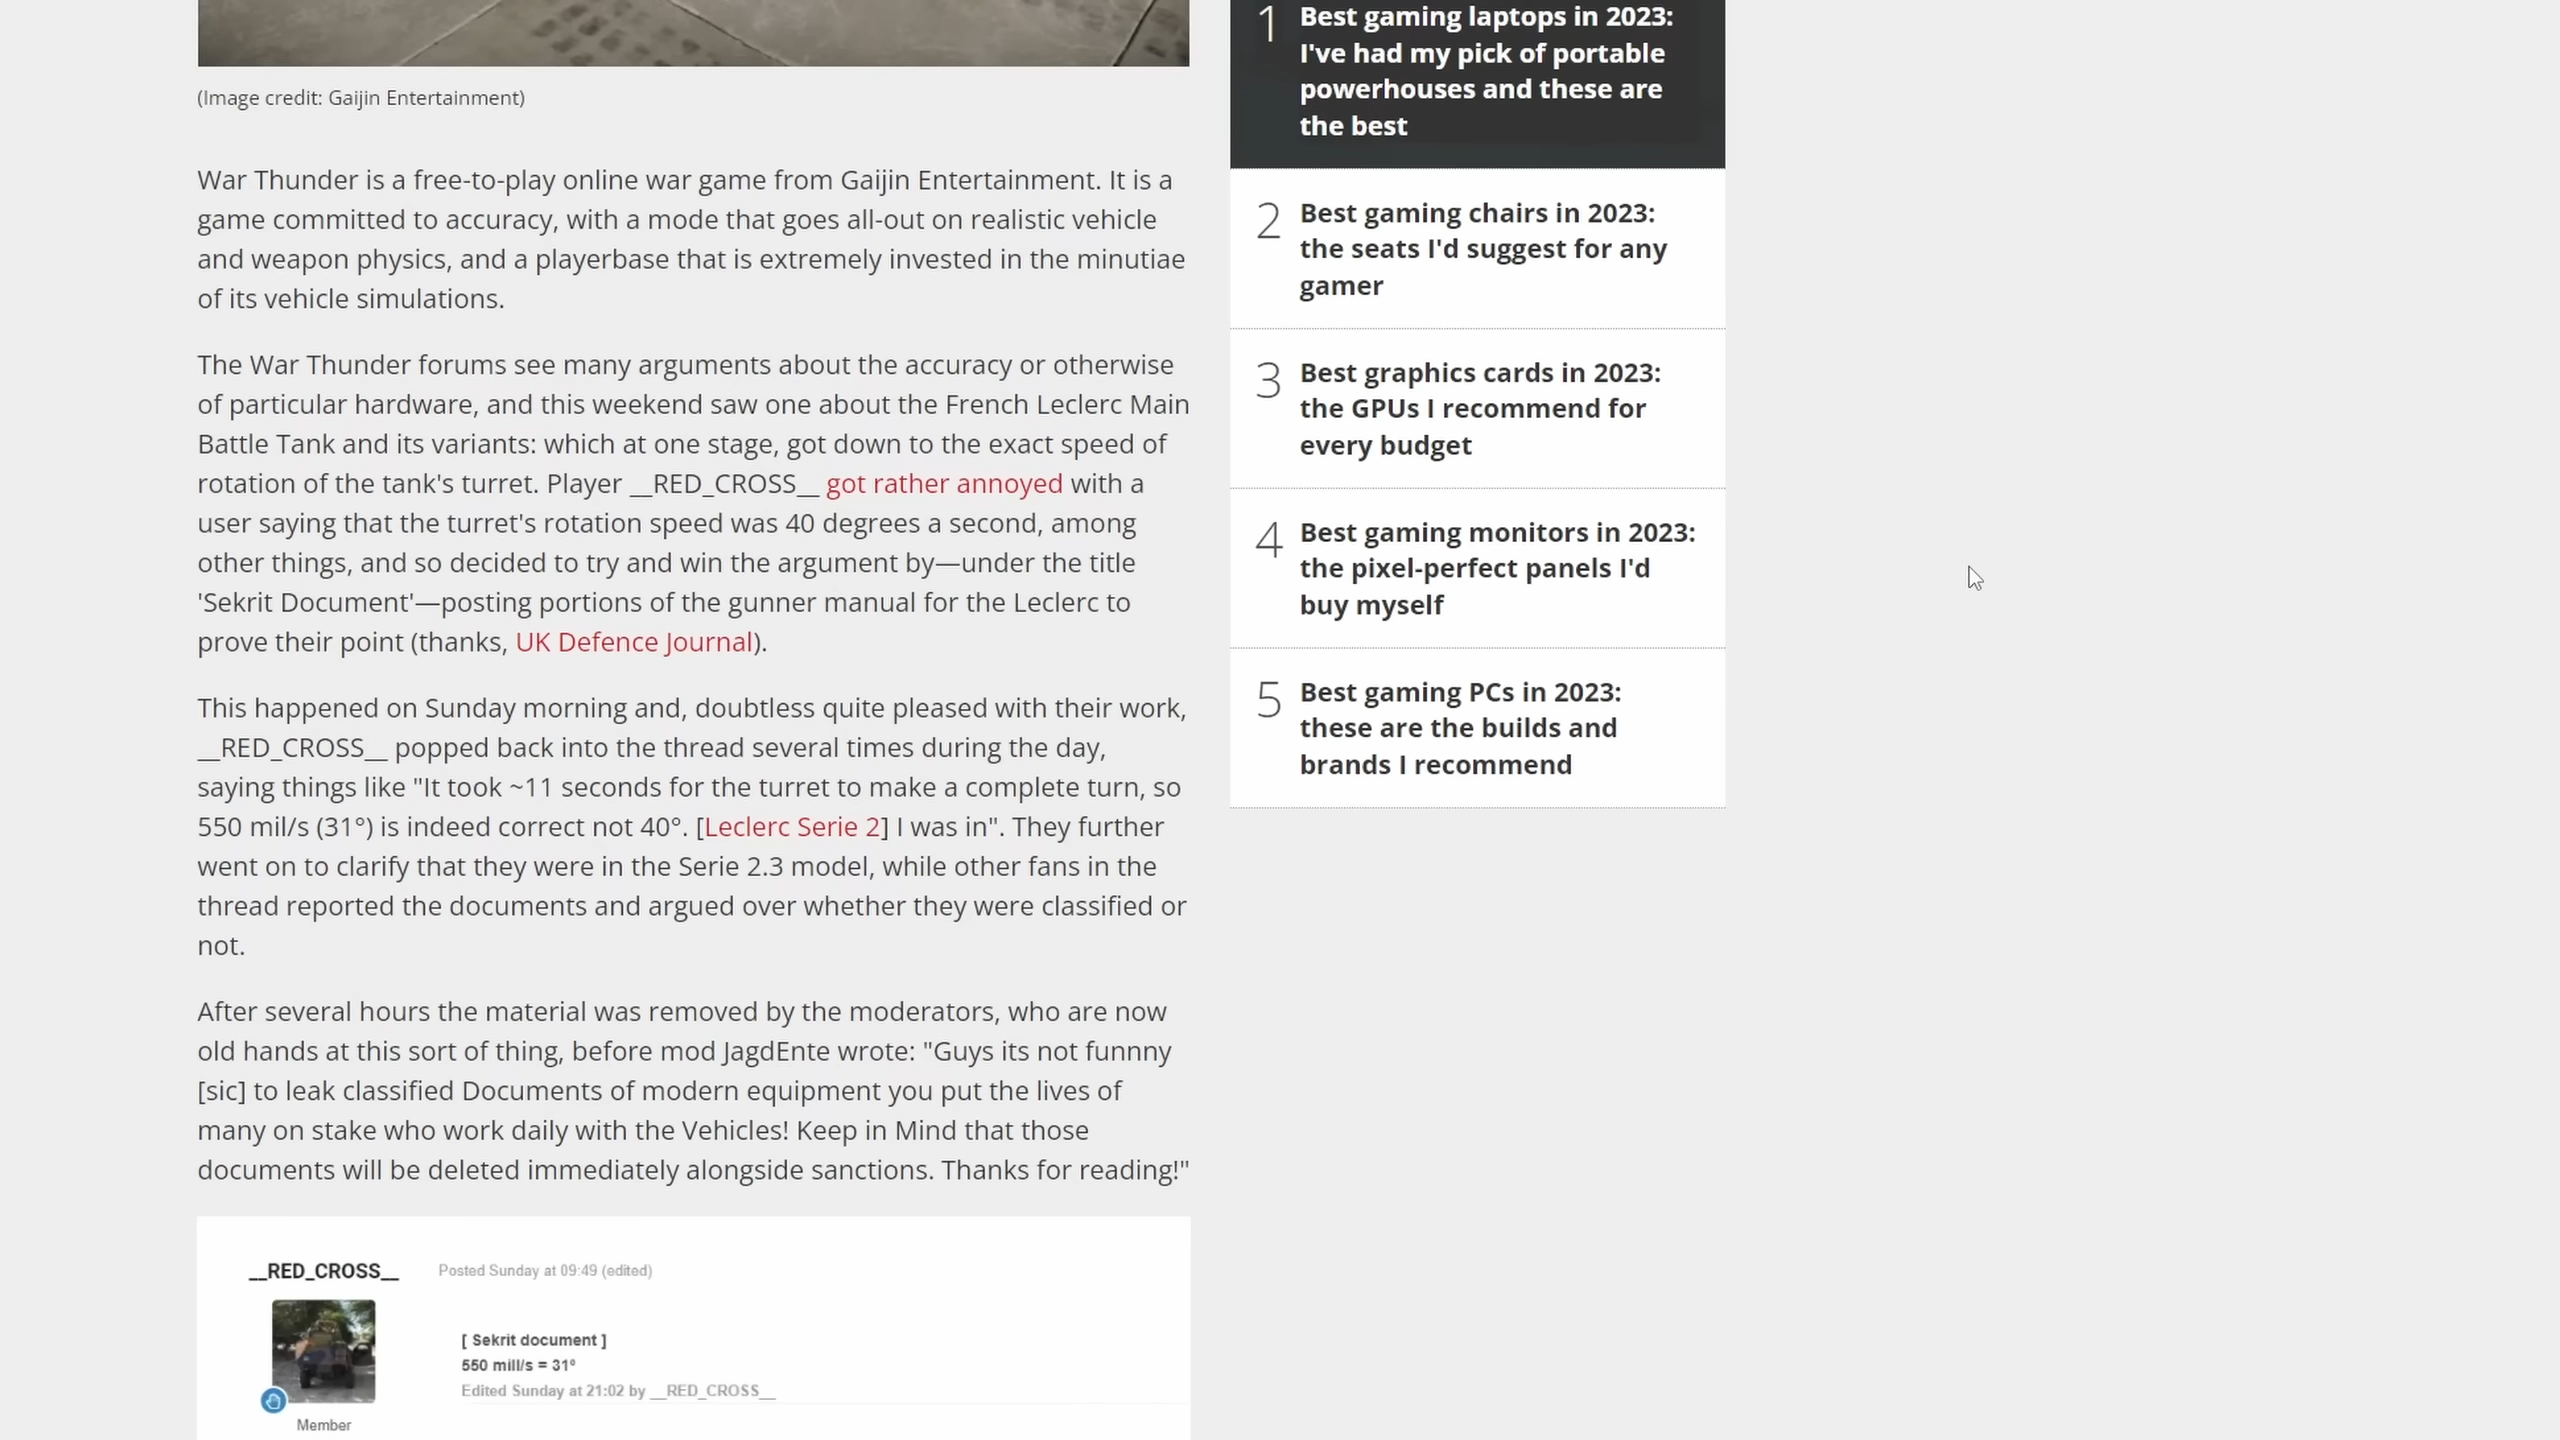 (Image credit: Gaijin Entertainment)
War Thunder is a free-to-play online war game from Gaijin Entertainment. It is a
game committed to accuracy, with a mode that goes all-out on realistic vehicle
and weapon physics, and a playerbase that is extremely invested in the minutiae
of its vehicle simulations.
The War Thunder forums see many arguments about the accuracy or otherwise
of particular hardware, and this weekend saw one about the French Leclerc Main
Battle Tank and its variants: which at one stage, got down to the exact speed of
rotation of the tank's turret. Player __RED_CROSS__ got rather annoyed with a
user saying that the turret's rotation speed was 40 degrees a second, among
other things, and so decided to try and win the argument by—under the title
'Sekrit Document'—posting portions of the gunner manual for the Leclerc to
prove their point (thanks, UK Defence Journal).
This happened on Sunday morning and, doubtless quite pleased with their work,
__RED_CROSS__ popped back into the thread several times during the day,
saying things like "It took ~11 seconds for the turret to make a complete turn, so
550 mil/s (31°) is indeed correct not 40°. [Leclerc Serie 2] I was in". They further
went on to clarify that they were in the Serie 2.3 model, while other fans in the
thread reported the documents and argued over whether they were classified or
not.
After several hours the material was removed by the moderators, who are now
old hands at this sort of thing, before mod JagdEnte wrote: "Guys its not funnny
[sic] to leak classified Documents of modern equipment you put the lives of
many on stake who work daily with the Vehicles! Keep in Mind that those
documents will be deleted immediately alongside sanctions. Thanks for reading!"
__RED_CROSS__
Posted Sunday at 09:49 (edited)
[ Sekrit document ]
550 mill/s = 31º
Edited Sunday at 21:02 by __RED_CROSS__
Member
1 Best gaming laptops in 2023:
I've had my pick of portable
powerhouses and these are
the best
2 Best gaming chairs in 2023:
the seats I'd suggest for any
gamer
3 Best graphics cards in 2023:
the GPUs I recommend for
every budget
4 Best gaming monitors in 2023:
the pixel-perfect panels I'd
buy myself
5 Best gaming PCs in 2023:
these are the builds and
brands I recommend